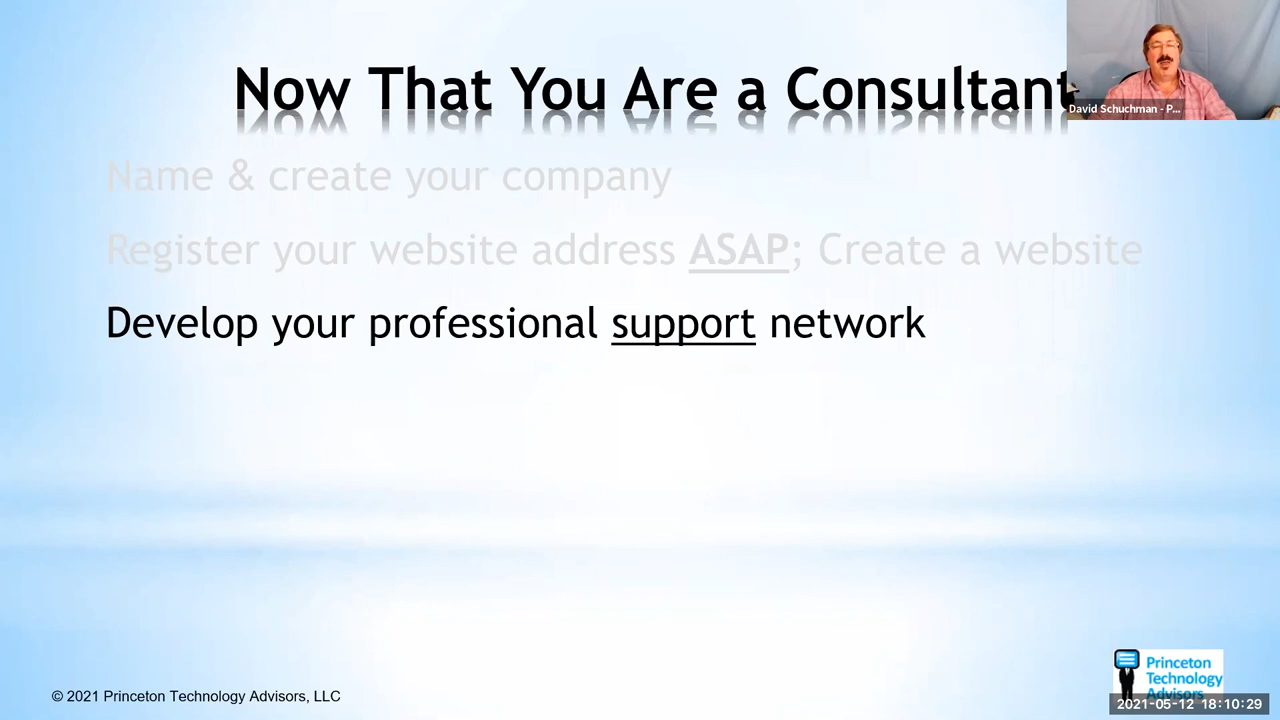 Now That You Are a Consultant
David Schuchman - P...
Name & create your company
Register your website address ASAP; Create a website
Develop your professional support network
Princeton
Technology
Advisors
© 2021 Princeton Technology Advisors, LLC
2021-05-12 18:10:29